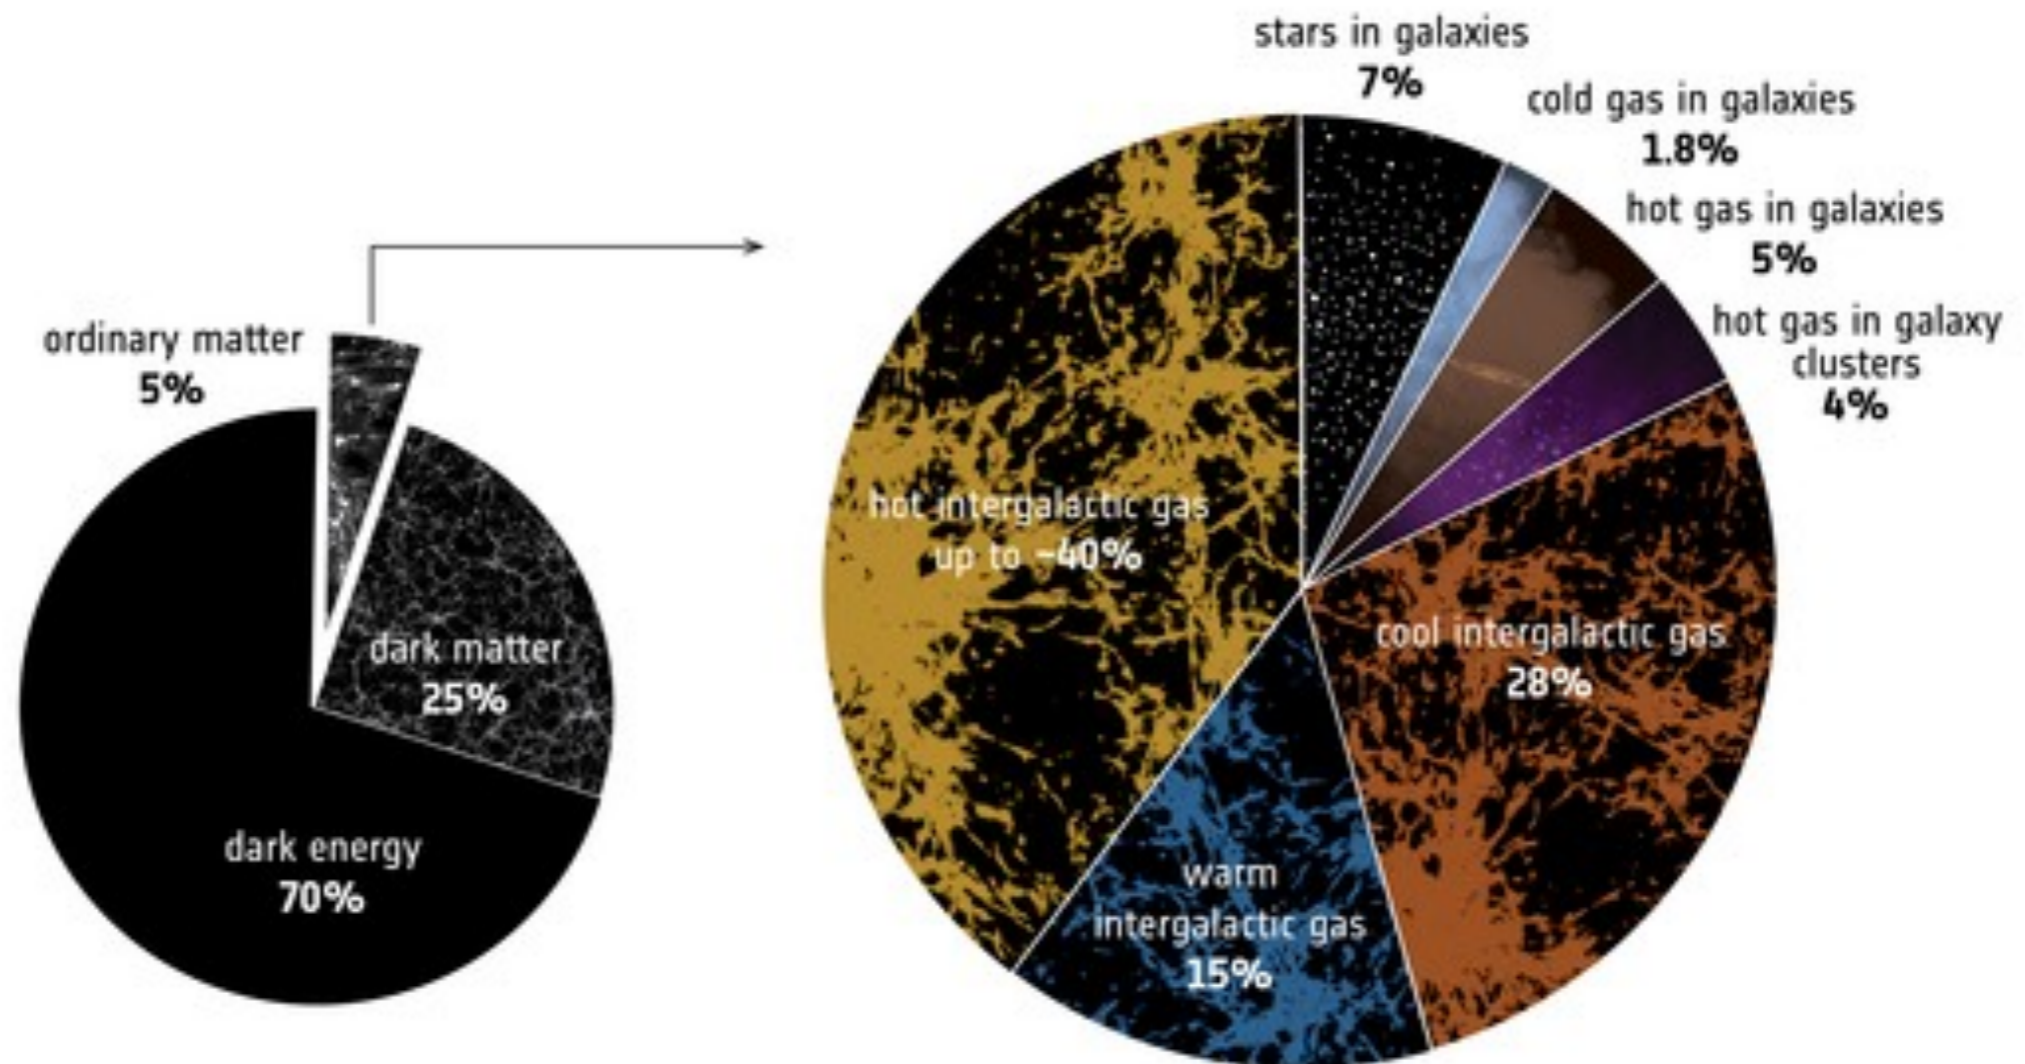 stars in galaxies
7%
cold gas in galaxies
1.8%
hot gas in galaxies
5%
hot gas in galaxy
clusters
4%
ordinary matter
5%
hot intergalactic gas
up to ~40%
cool intergalactic gas
28%
dark matter
25%
dark energy
70%
warm
intergalactic gas
15%